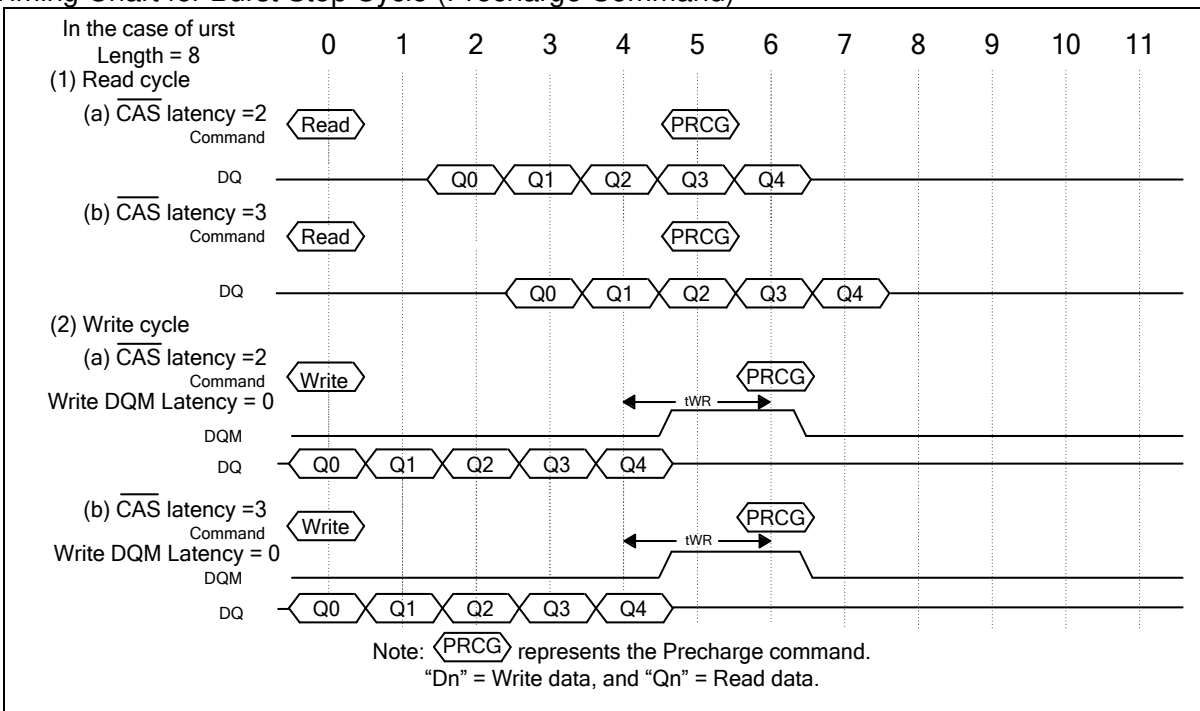 Timing Chart for Burst Stop Cycle (Precharge Command)
In the case of urst
Length = 8
0 1 2 3 4 5 6 7 8 9 10 11
(1) Read cycle
(a) CAS latency =2
Command
Read PRCG
DQ Q0 Q1 Q2 Q3 Q4
(b) CAS latency =3
Command
Read PRCG
DQ Q0 Q1 Q2 Q3 Q4
(2) Write cycle
(a) CAS latency =2
Command
Write PRCG
Write DQM Latency = 0
tWR
DQM
DQ Q0 Q1 Q2 Q3 Q4
(b) CAS latency =3
Command
Write PRCG
Write DQM Latency = 0
tWR
DQM
DQ Q0 Q1 Q2 Q3 Q4
Note: PRCG represents the Precharge command.
“Dn” = Write data, and “Qn” = Read data.